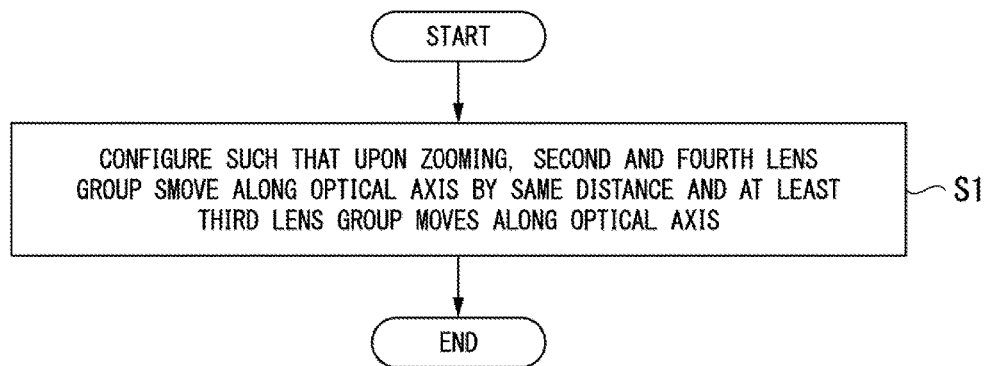 START
CONFIGURE SUCH THAT UPON ZOOMING, SECOND AND FOURTH LENS
GROUP SMOVE ALONG OPTICAL AXIS BY SAME DISTANCE AND AT LEAST
THIRD LENS GROUP MOVES ALONG OPTICAL AXIS
S1
END